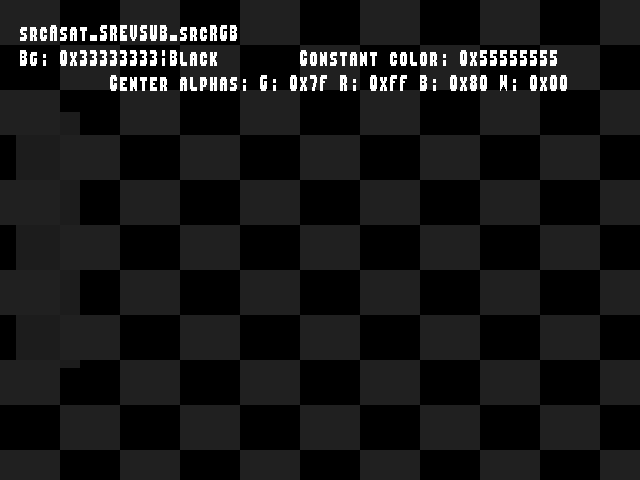 srcAsat_SREVSUB_srcRGB
Bg: 0x33333333;Black Constant color: 0x55555555
Center alphas: G: 0x7f R: 0xff B: 0x80 W: 0x00